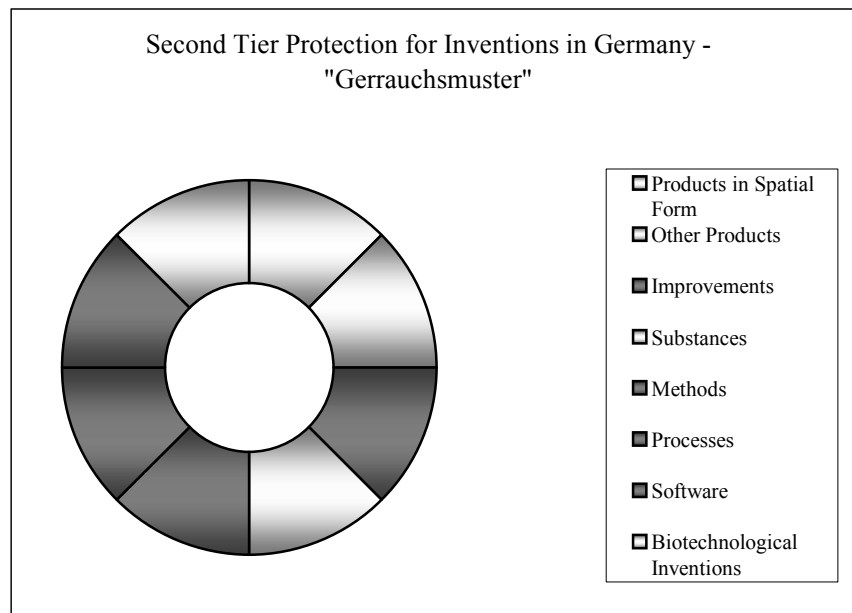 Second Tier Protection for Inventions in Germany -
"Gerrauchsmuster"
Products in Spatial
Form
Other Products
Improvements
Substances
Methods
Processes
Software
Biotechnological
Inventions